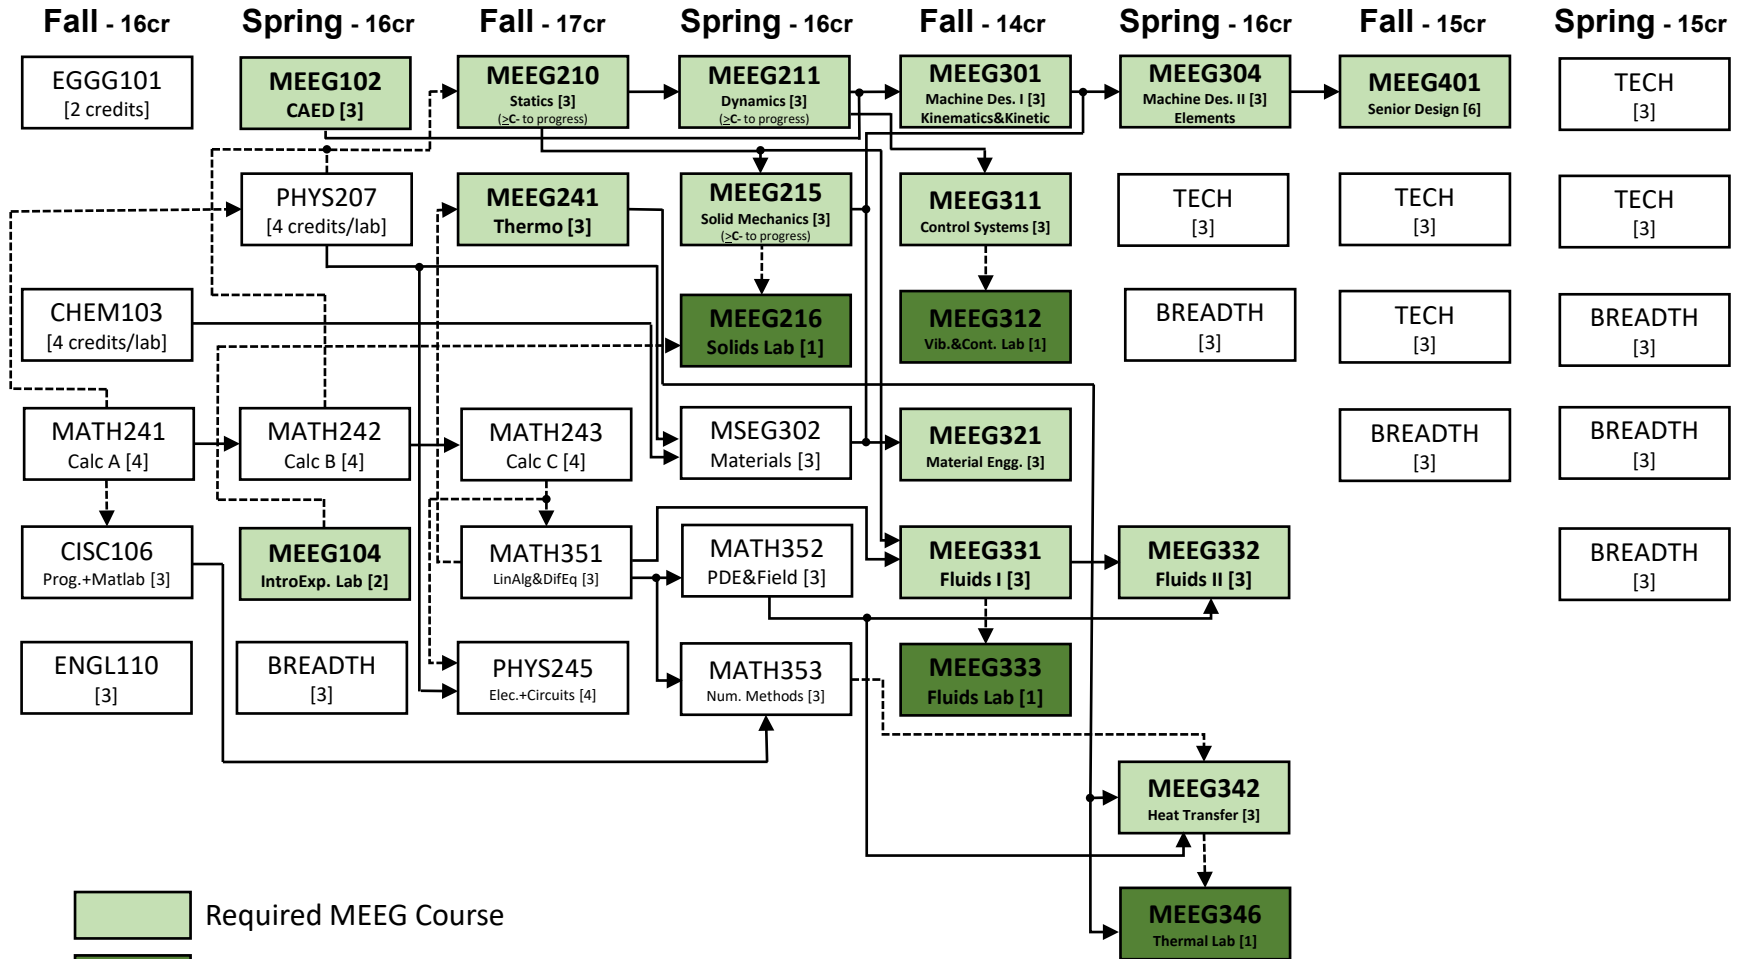 Fall - 16cr
Spring - 16cr
Fall - 17cr
Spring - 16cr
Fall - 14cr
Spring - 16cr
Fall - 15cr
Spring - 15cr
EGGG101
[2 credits]
MEEG102
CAED [3]
MEEG210
Statics [3]
(≥C- to progress)
MEEG211
Dynamics [3]
(≥C- to progress)
MEEG301
Machine Des. I [3]
Kinematics&Kinetic
MEEG304
Machine Des. II [3]
Elements
MEEG401
Senior Design [6]
TECH
[3]
PHYS207
[4 credits/lab]
MEEG241
Thermo [3]
MEEG215
Solid Mechanics [3]
(≥C- to progress)
MEEG311
Control Systems [3]
TECH
[3]
TECH
[3]
TECH
[3]
CHEM103
[4 credits/lab]
MEEG216
Solids Lab [1]
MEEG312
Vib.&Cont. Lab [1]
BREADTH
[3]
TECH
[3]
BREADTH
[3]
MATH241
Calc A [4]
MATH242
Calc B [4]
MATH243
Calc C [4]
MSEG302
Materials [3]
MEEG321
Material Engg. [3]
BREADTH
[3]
BREADTH
[3]
CISC106
Prog.+Matlab [3]
MEEG104
IntroExp. Lab [2]
MATH351
LinAlg&DifEq [3]
MATH352
PDE&Field [3]
MEEG331
Fluids I [3]
MEEG332
Fluids II [3]
BREADTH
[3]
ENGL110
[3]
BREADTH
[3]
PHYS245
Elec.+Circuits [4]
MATH353
Num. Methods [3]
MEEG333
Fluids Lab [1]
MEEG342
Heat Transfer [3]
MEEG346
Thermal Lab [1]
Required MEEG Course